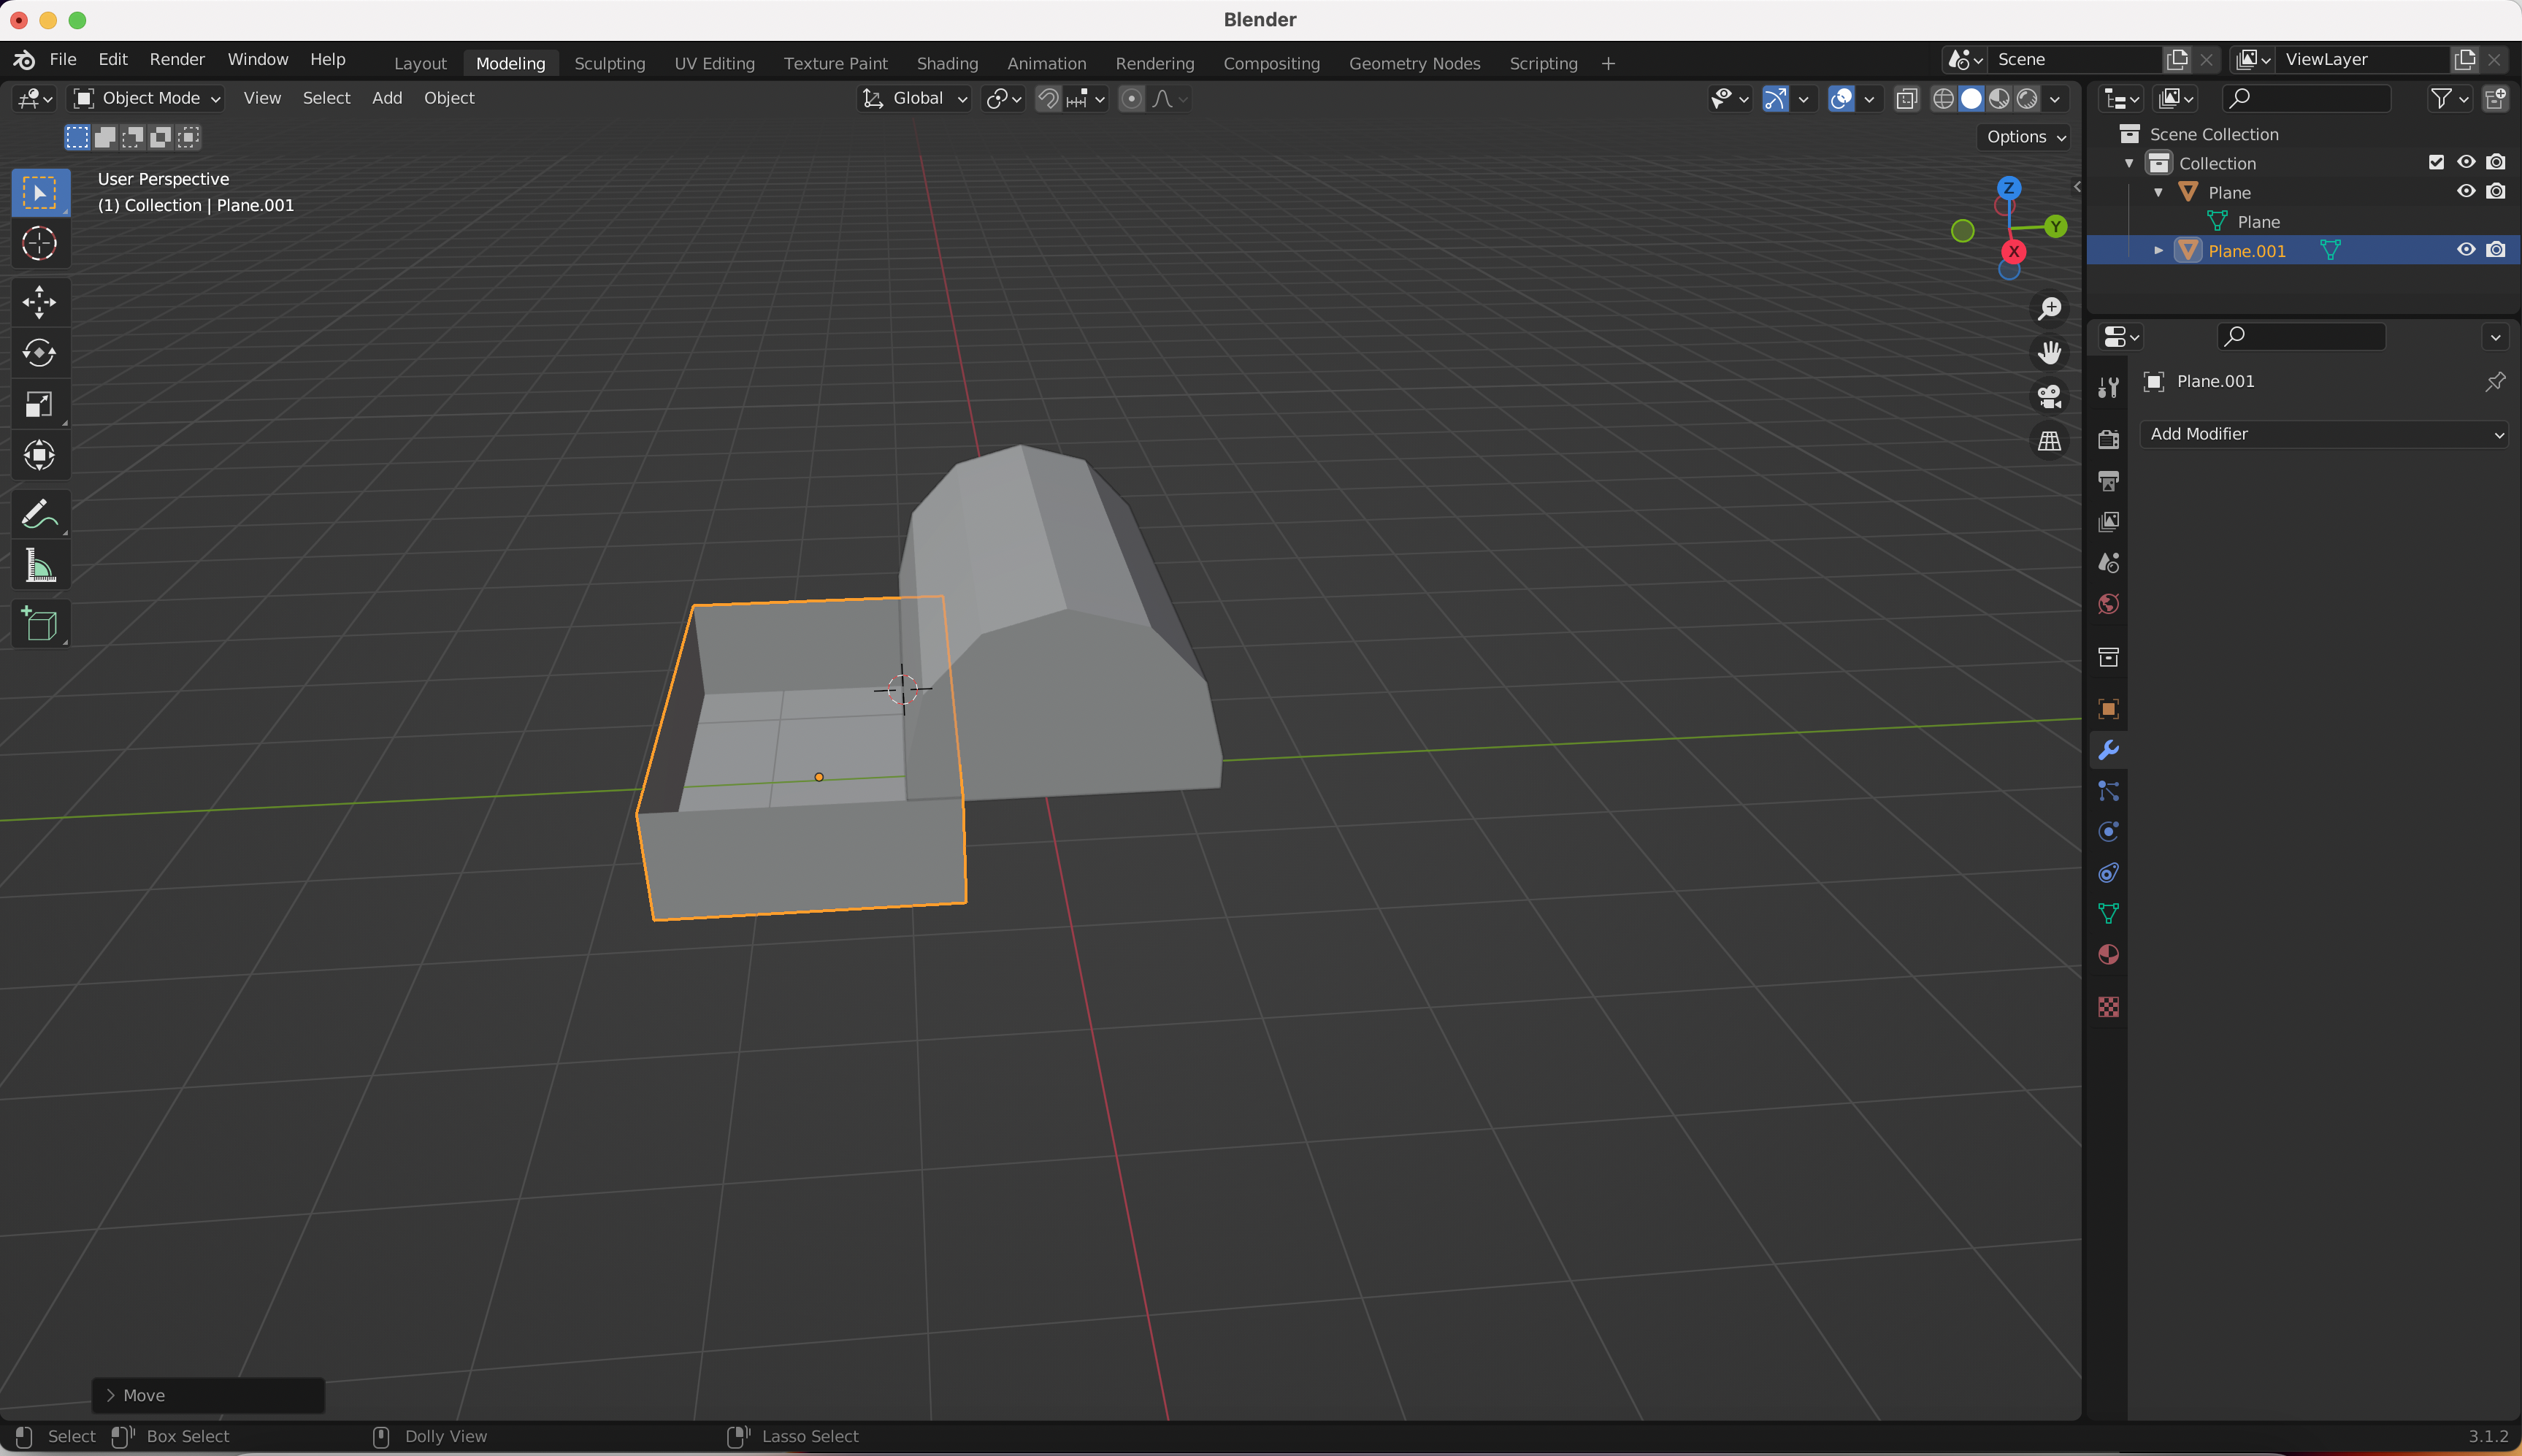 Blender
File Edit Render Window Help Layout Modeling Sculpting UV Editing Texture Paint Shading Animation Rendering Compositing Geometry Nodes Scripting + Scene ViewLayer
Object Mode View Select Add Object Global
Options
User Perspective
(1) Collection | Plane.001
Z
Y
X
Scene Collection
Collection
Plane
Plane
Plane.001
Plane.001
Add Modifier
Move
Select Box Select Dolly View Lasso Select 3.1.2